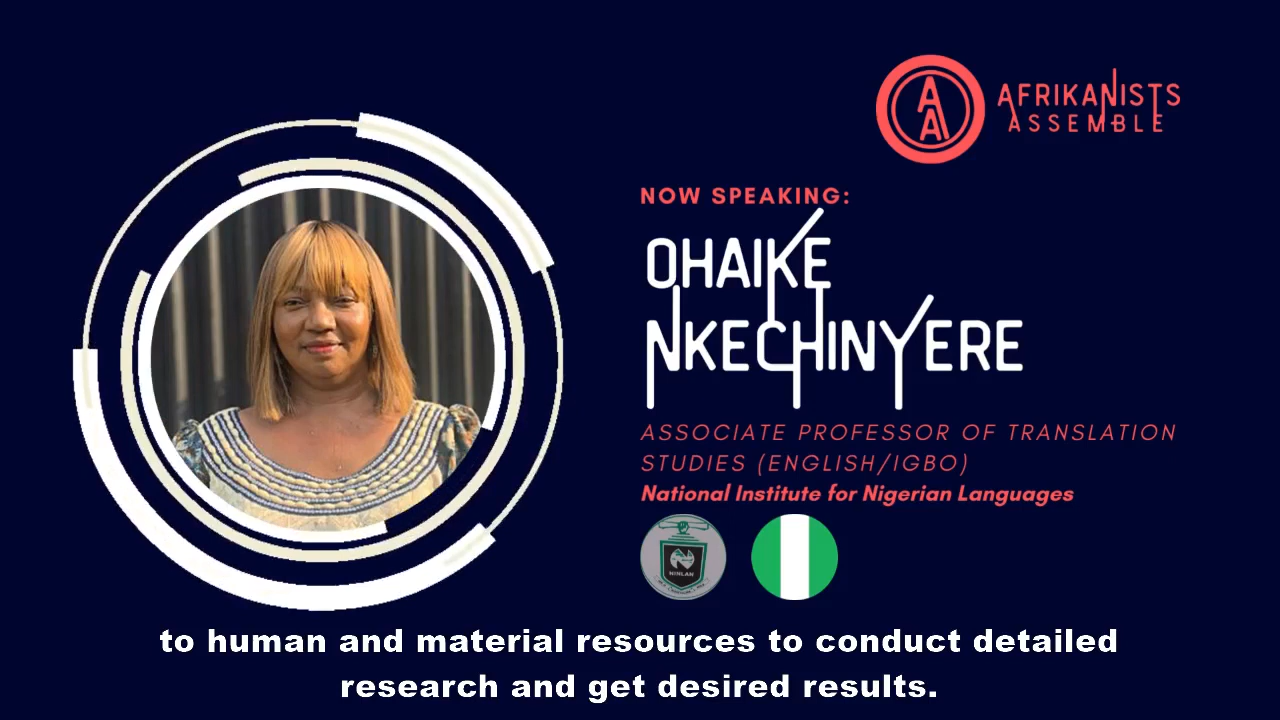 AFRIKANISTS
ASSEMBLE
NOW SPEAKING:
OHAIKE
NKECHINYERE
ASSOCIATE PROFESSOR OF TRANSLATION
STUDIES (ENGLISH/IGBO)
National Institute for Nigerian Languages
NINLAN
to human and material resources to conduct detailed
research and get desired results.